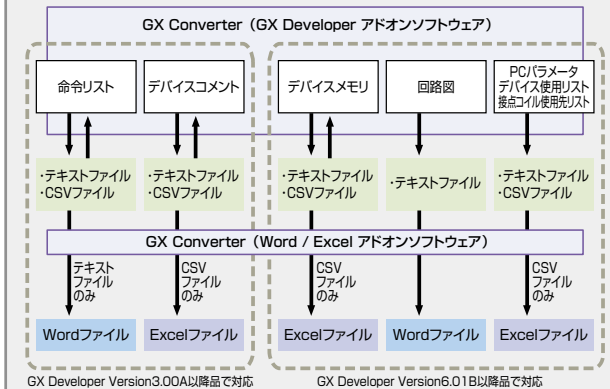 GX Converter（GX Developer アドオンソフトウェア）
命令リスト
デバイスコメント
デバイスメモリ
回路図
PCパラメータ
デバイス使用リスト
接点コイル使用先リスト
・テキストファイル
・CSVファイル
・テキストファイル
・CSVファイル
・テキストファイル
・CSVファイル
・テキストファイル
・テキストファイル
・CSVファイル
GX Converter（Word / Excel アドオンソフトウェア）
テキスト
ファイル
のみ
CSV
ファイル
のみ
CSV
ファイル
のみ
CSV
ファイル
のみ
Wordファイル
Excelファイル
Excelファイル
Wordファイル
Excelファイル
GX Developer Version3.00A以降品で対応
GX Developer Version6.01B以降品で対応